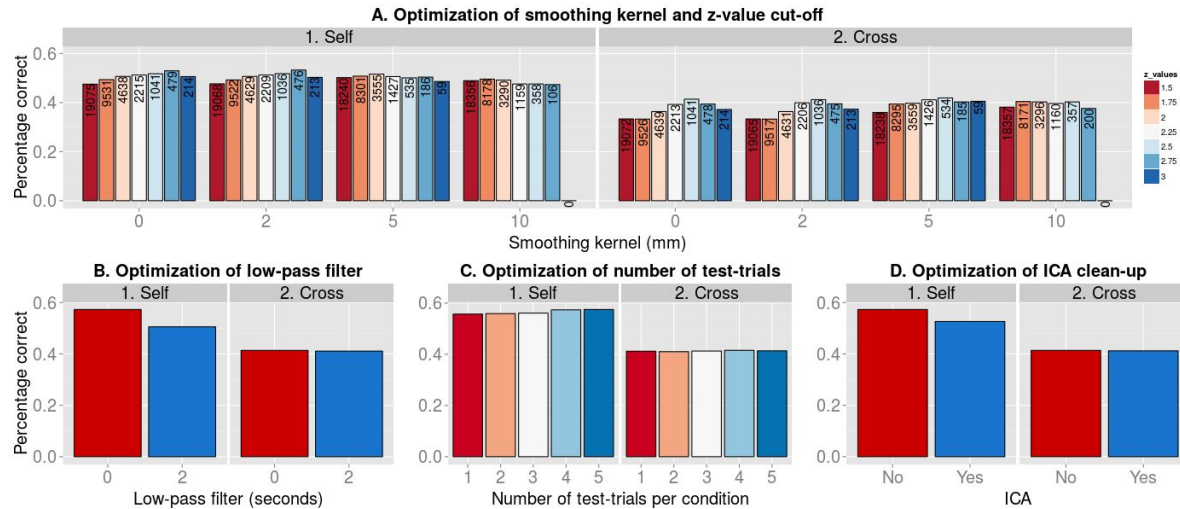 A. Optimization of smoothing kernel and z-value cut-off
1. Self
2. Cross
Percentage correct
0.6
0.4
0.2
0.0
19075 9531 4638 2215 1041 479 214
19068 9522 4629 2209 1036 476 213
18240 8301 3555 1427 535 186 59
18356 8178 3290 1159 358 106 0
19072 9526 4639 2213 1041 478 214
19065 9517 4631 2206 1036 475 213
18238 8295 3559 1426 534 185 59
18357 8171 3296 1160 357 200 0
0 2 5 10 0 2 5 10
Smoothing kernel (mm)
z_values
1.5
1.75
2
2.25
2.5
2.75
3
B. Optimization of low-pass filter
1. Self 2. Cross
Percentage correct
0.6
0.4
0.2
0.0
0 2 0 2
Low-pass filter (seconds)
C. Optimization of number of test-trials
1. Self 2. Cross
0.6
0.4
0.2
0.0
1 2 3 4 5 1 2 3 4 5
Number of test-trials per condition
D. Optimization of ICA clean-up
1. Self 2. Cross
0.6
0.4
0.2
0.0
No Yes No Yes
ICA